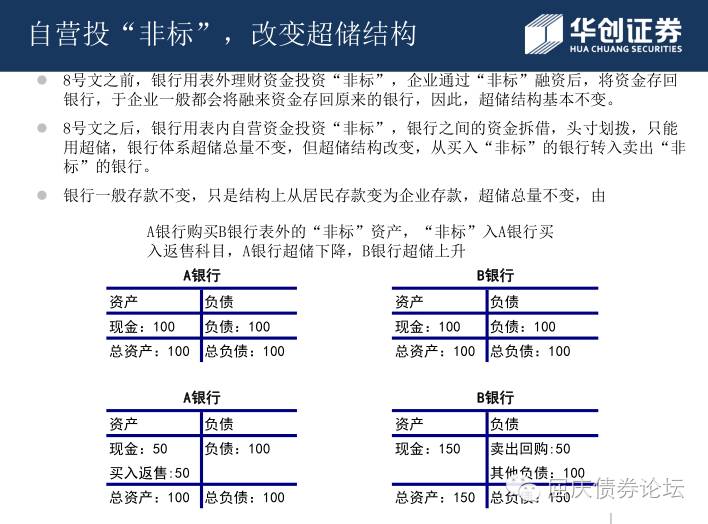 自营投“非标”，改变超储结构
华创证券
HUA CHUANG SECURITIES
8号文之前，银行用表外理财资金投资“非标”，企业通过“非标”融资后，将资金存回
银行，于企业一般都会将融来资金存回原来的银行，因此，超储结构基本不变。
8号文之后，银行用表内自营资金投资“非标”，银行之间的资金拆借，头寸划拨，只能
用超储，银行体系超储总量不变，但超储结构改变，从买入“非标”的银行转入卖出“非
标”的银行。
银行一般存款不变，只是结构上从居民存款变为企业存款，超储总量不变，由
A银行购买B银行表外的“非标”资产，“非标”入A银行买
入返售科目，A银行超储下降，B银行超储上升
A银行
资产 负债
现金：100 负债：100
总资产：100 总负债：100
B银行
资产 负债
现金：100 负债：100
总资产：100 总负债：100
A银行
资产 负债
现金：50 负债：100
买入返售:50
总资产：100 总负债：100
B银行
资产 负债
现金：150 卖出回购:50
其他负债：100
总资产：150 总负债：150
屈庆债券论坛